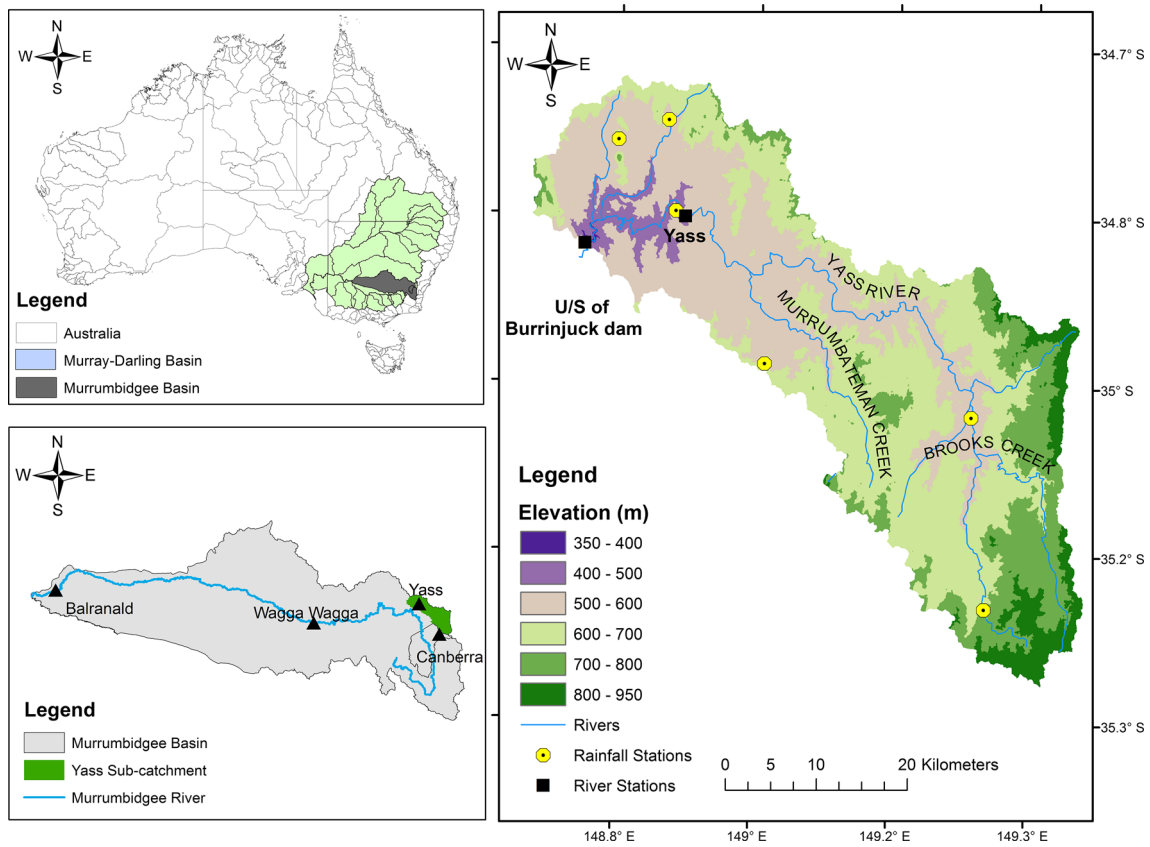 N
W E
S
Legend
Australia
Murray-Darling Basin
Murrumbidgee Basin
N
W E
S
Yass
Balranald
Wagga Wagga
Canberra
Legend
Murrumbidgee Basin
Yass Sub-catchment
Murrumbidgee River
N
W E
S
34.7° S
34.8° S
35° S
35.2° S
35.3° S
Yass
YASS RIVER
U/S of
Burrinjuck dam
MURRUMBATEMAN CREEK
BROOKS CREEK
Legend
Elevation (m)
350 - 400
400 - 500
500 - 600
600 - 700
700 - 800
800 - 950
Rivers
Rainfall Stations
River Stations
0 5 10 20 Kilometers
148.8° E 149° E 149.2° E 149.3° E